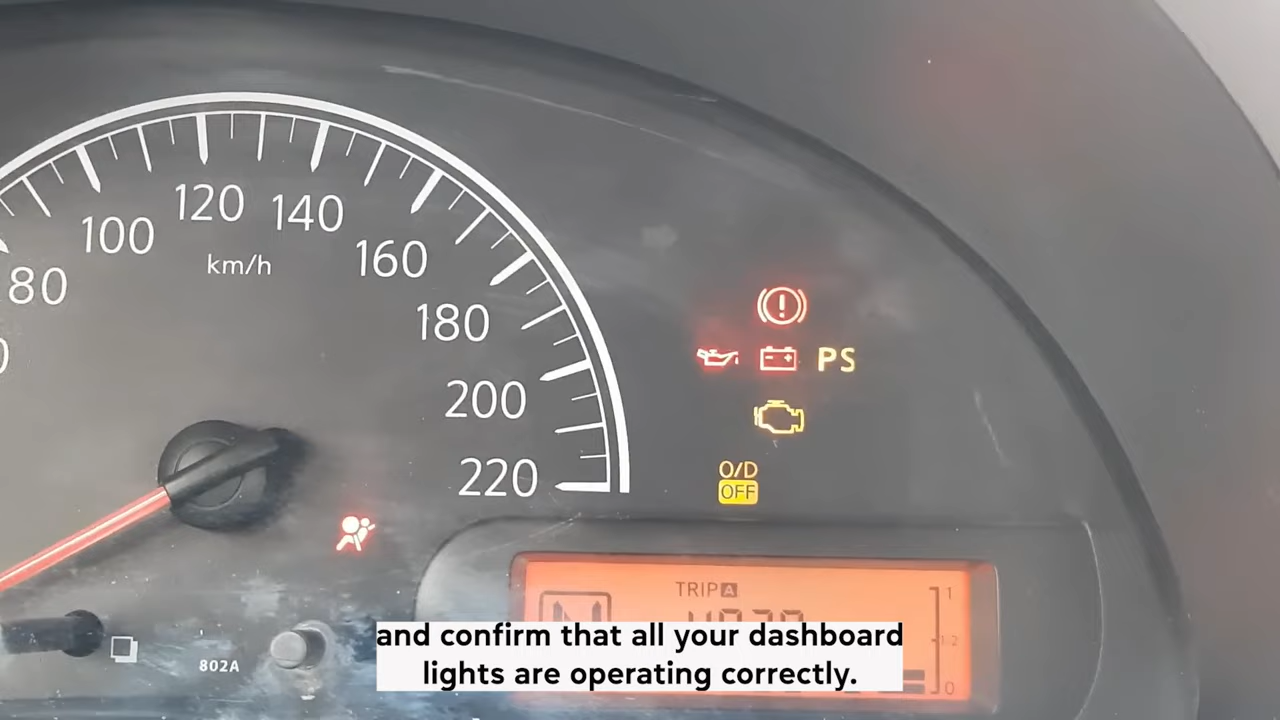 80
100
120
140
160
180
200
220
km/h
PS
O/D
OFF
TRIP A
1
1/2
0
802A
and confirm that all your dashboard
lights are operating correctly.